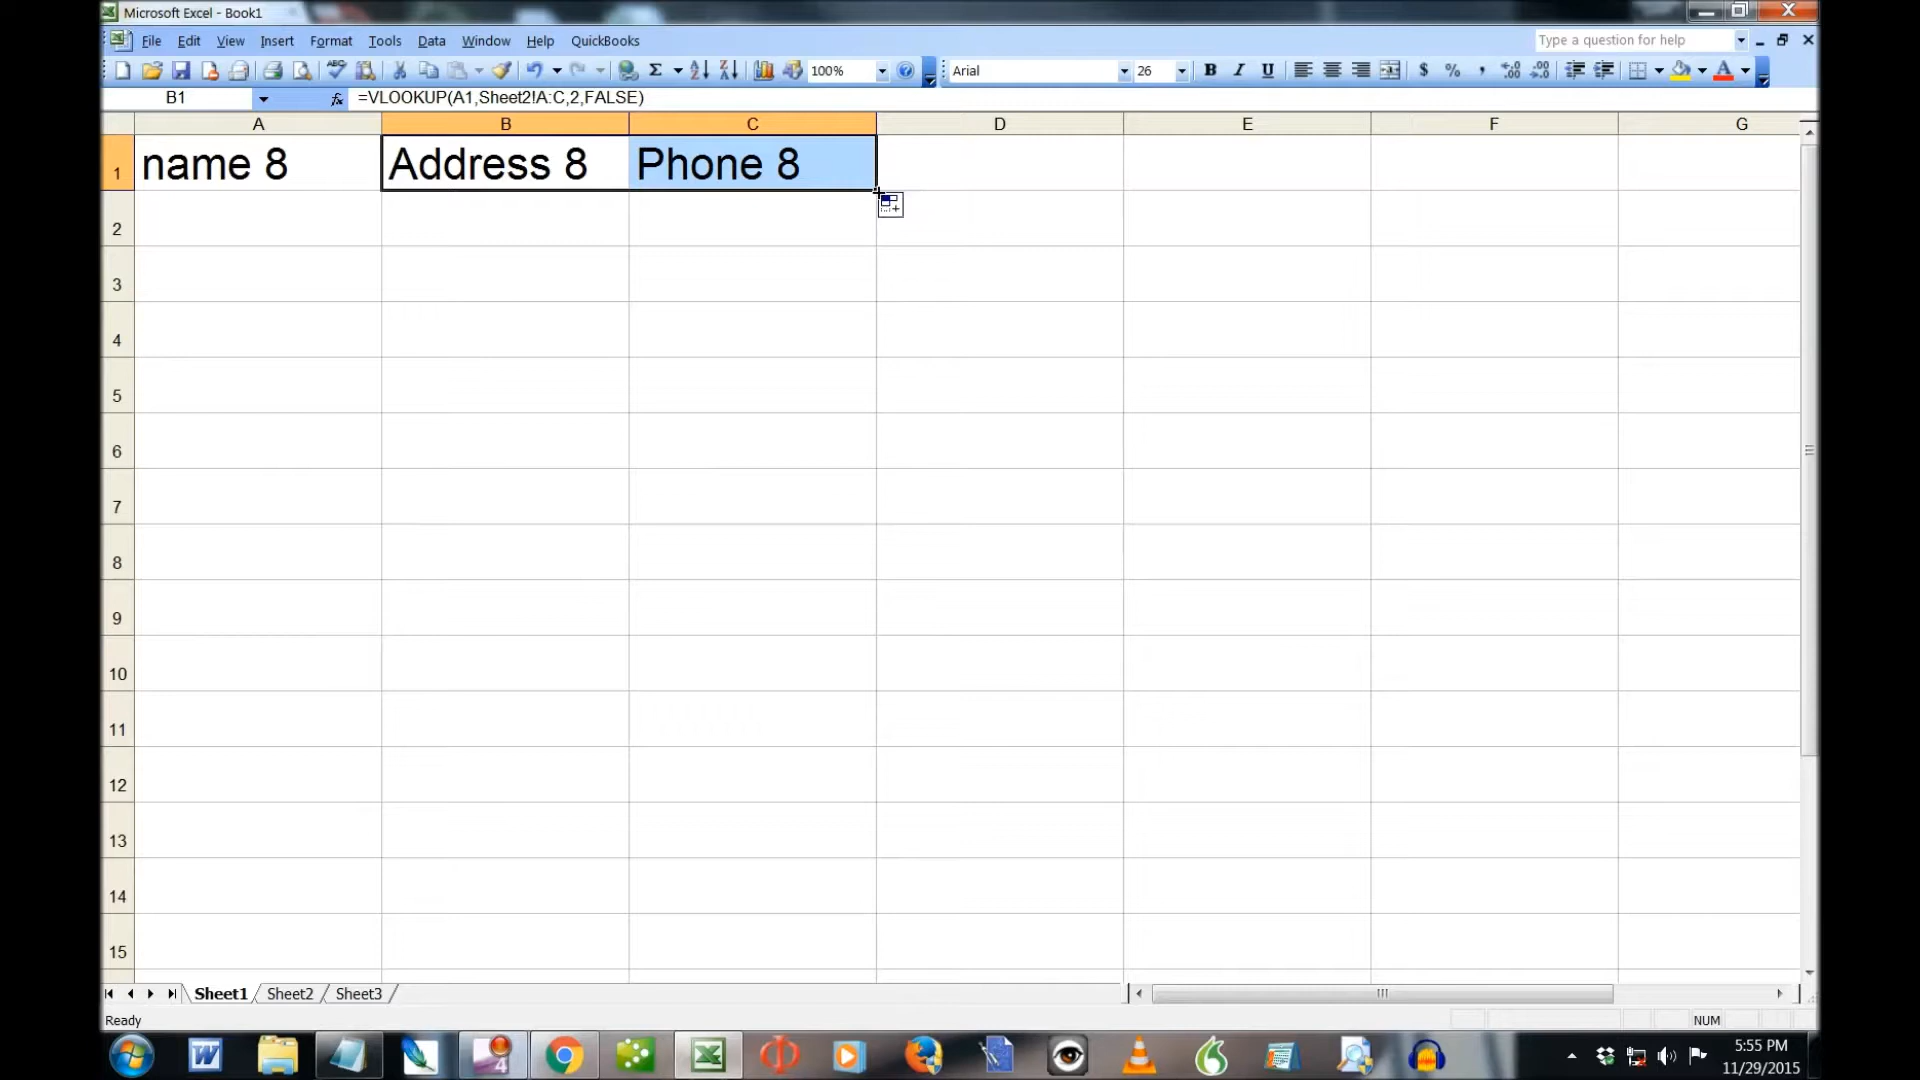 Microsoft Excel - Book1
File Edit View Insert Format Tools Data Window Help QuickBooks
Type a question for help
100%
Arial
26
B I U
$ % ,
B1
fx
=VLOOKUP(A1,Sheet2!A:C,2,FALSE)
A B C D E F G
1 name 8 Address 8 Phone 8
2
3
4
5
6
7
8
9
10
11
12
13
14
15
Sheet1 Sheet2 Sheet3
Ready
NUM
4
5:55 PM
11/29/2015